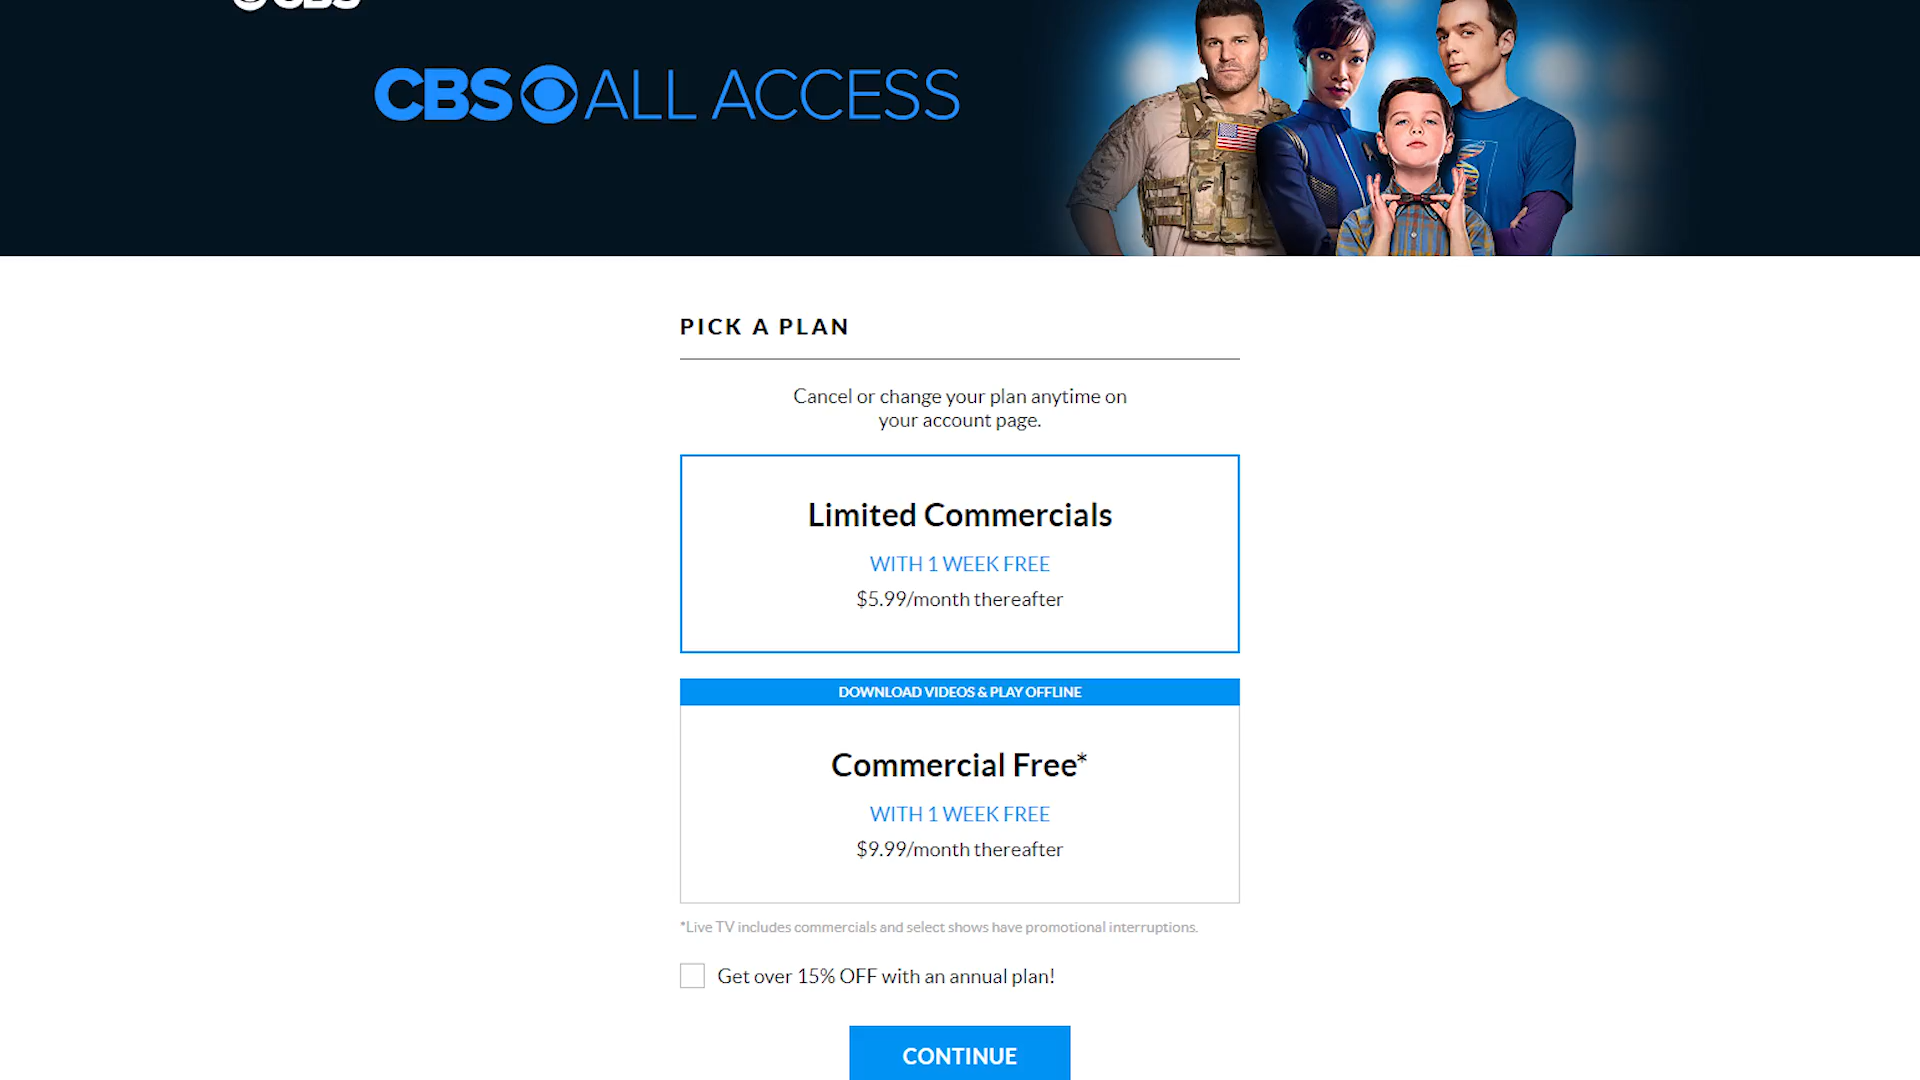 CBS
CBS ALL ACCESS
PICK A PLAN
Cancel or change your plan anytime on
your account page.
Limited Commercials
WITH 1 WEEK FREE
$5.99/month thereafter
DOWNLOAD VIDEOS & PLAY OFFLINE
Commercial Free*
WITH 1 WEEK FREE
$9.99/month thereafter
*Live TV includes commercials and select shows have promotional interruptions.
Get over 15% OFF with an annual plan!
CONTINUE